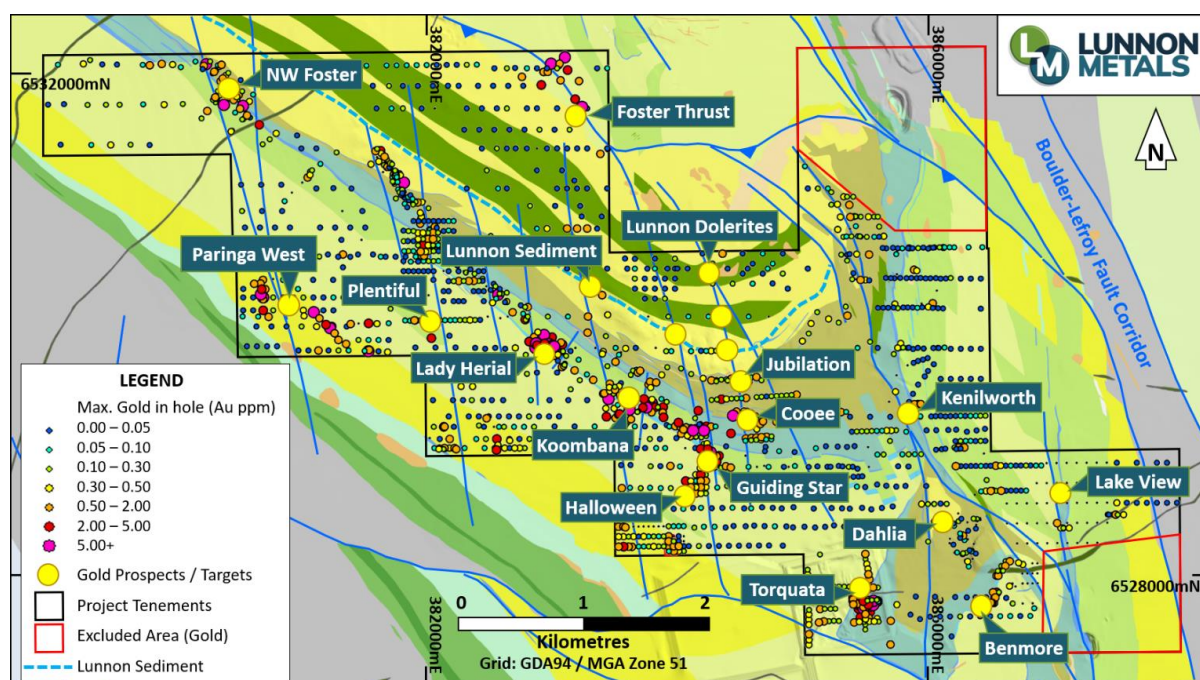 LUNNON
METALS
LM
382000mE
386000mE
6532000mN
N
NW Foster
Foster Thrust
Boulder-Lefroy Fault Corridor
Lunnon Dolerites
Lunnon Sediment
Paringa West
Plentiful
Lady Herial
Jubilation
Cooee
Kenilworth
Koombana
Guiding Star
Lake View
Halloween
Dahlia
Torquata
Benmore
6528000mN
LEGEND
Max. Gold in hole (Au ppm)
0.00 – 0.05
0.05 – 0.10
0.10 – 0.30
0.30 – 0.50
0.50 – 2.00
2.00 – 5.00
5.00+
Gold Prospects / Targets
Project Tenements
Excluded Area (Gold)
Lunnon Sediment
0 1 2
Kilometres
Grid: GDA94 / MGA Zone 51
382000mE
386000mE